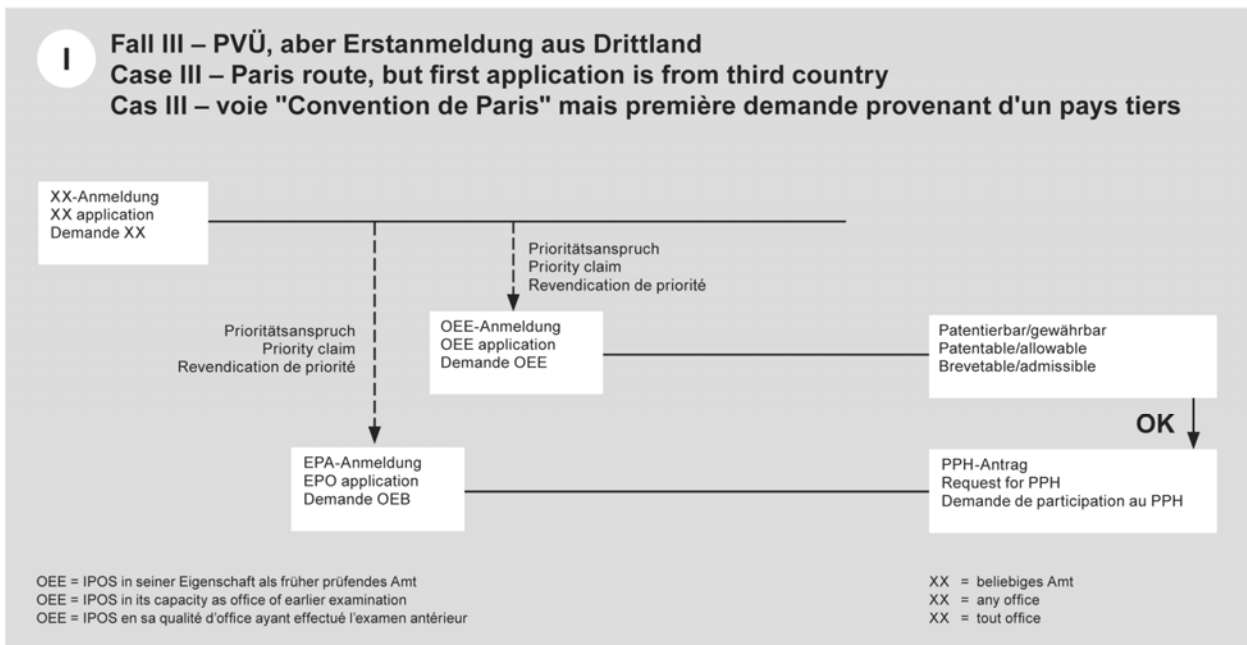 I
Fall III – PVÜ, aber Erstanmeldung aus Drittland
Case III – Paris route, but first application is from third country
Cas III – voie "Convention de Paris" mais première demande provenant d'un pays tiers
XX-Anmeldung
XX application
Demande XX
Prioritätsanspruch
Priority claim
Revendication de priorité
Prioritätsanspruch
Priority claim
Revendication de priorité
OEE-Anmeldung
OEE application
Demande OEE
Patentierbar/gewährbar
Patentable/allowable
Brevetable/admissible
OK
EPA-Anmeldung
EPO application
Demande OEB
PPH-Antrag
Request for PPH
Demande de participation au PPH
OEE = IPOS in seiner Eigenschaft als früher prüfendes Amt
OEE = IPOS in its capacity as office of earlier examination
OEE = IPOS en sa qualité d'office ayant effectué l'examen antérieur
XX = beliebiges Amt
XX = any office
XX = tout office